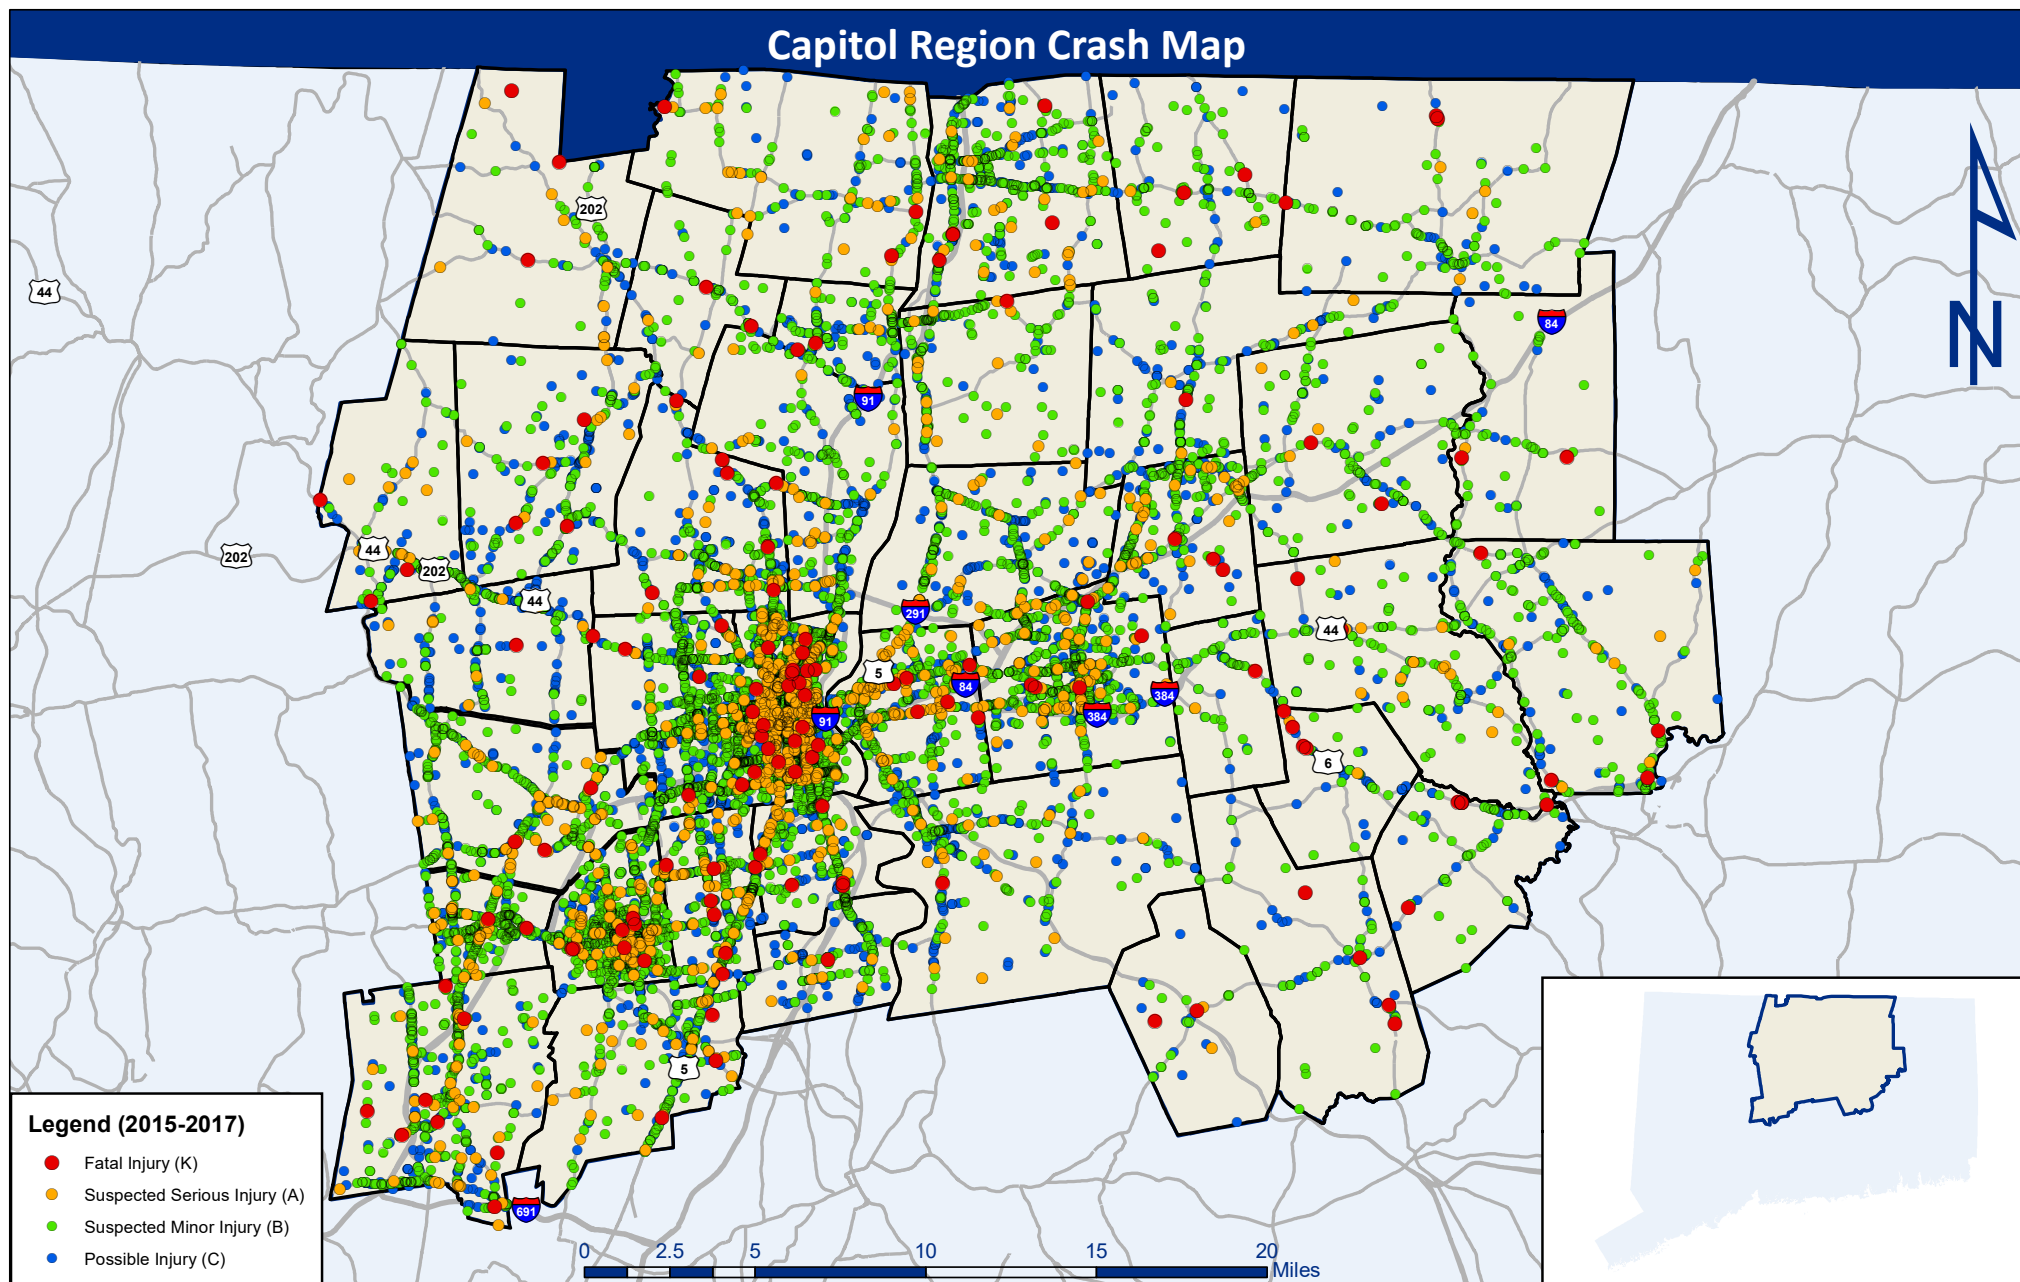 Capitol Region Crash Map
202
44
84
91
202
44
202
44
291
44
5
84
384
91
384
6
N
5
691
Legend (2015-2017)
Fatal Injury (K)
Suspected Serious Injury (A)
Suspected Minor Injury (B)
Possible Injury (C)
0 2.5 5 10 15 20
Miles